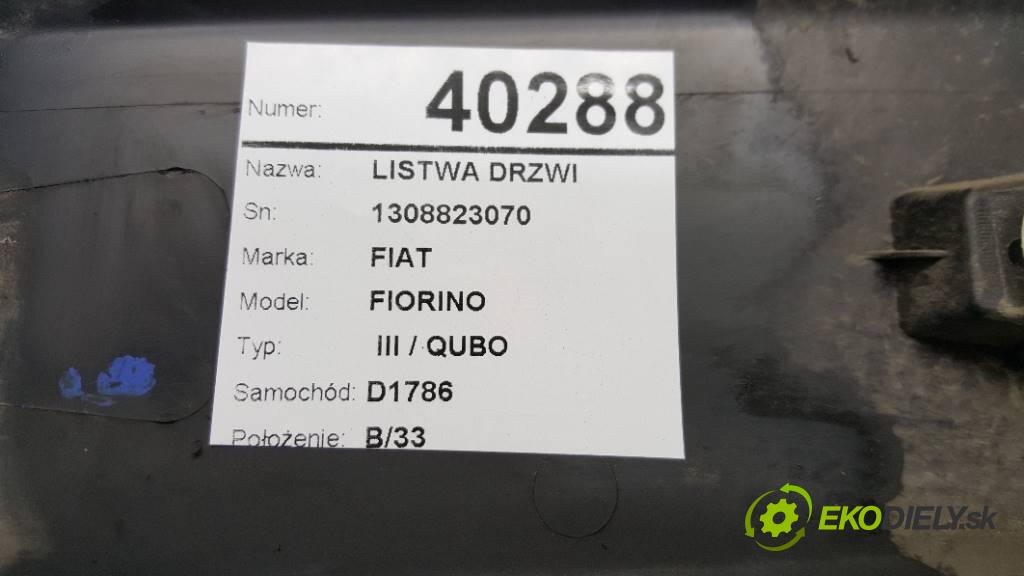 Numer: 40288
Nazwa: LISTWA DRZWI
Sn: 1308823070
Marka: FIAT
Model: FIORINO
Typ: III / QUBO
Samochód: D1786
Położenie: B/33
EKODIELY.sk